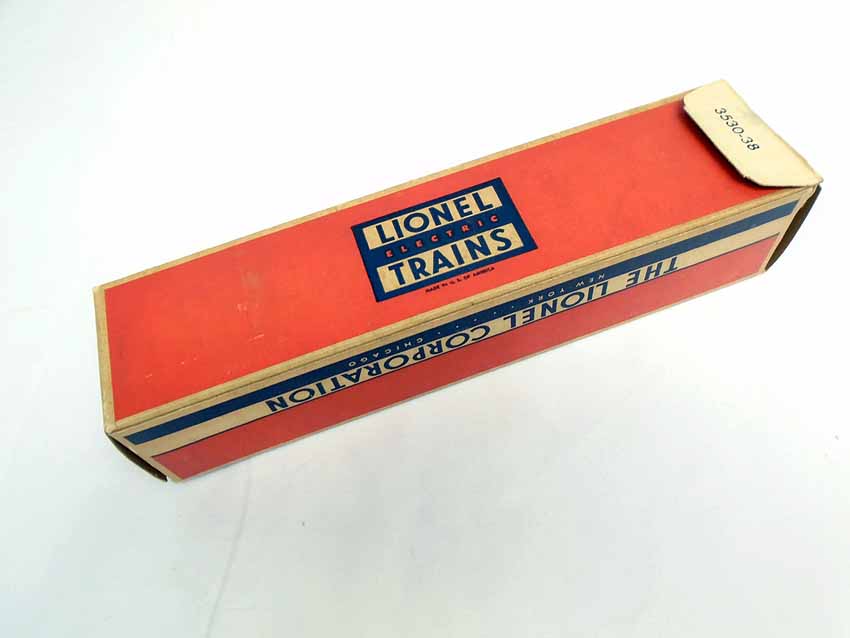 3530-38
LIONEL
ELECTRIC
TRAINS
MADE IN U. S. OF AMERICA
THE LIONEL CORPORATION
NEW YORK . . . . . CHICAGO